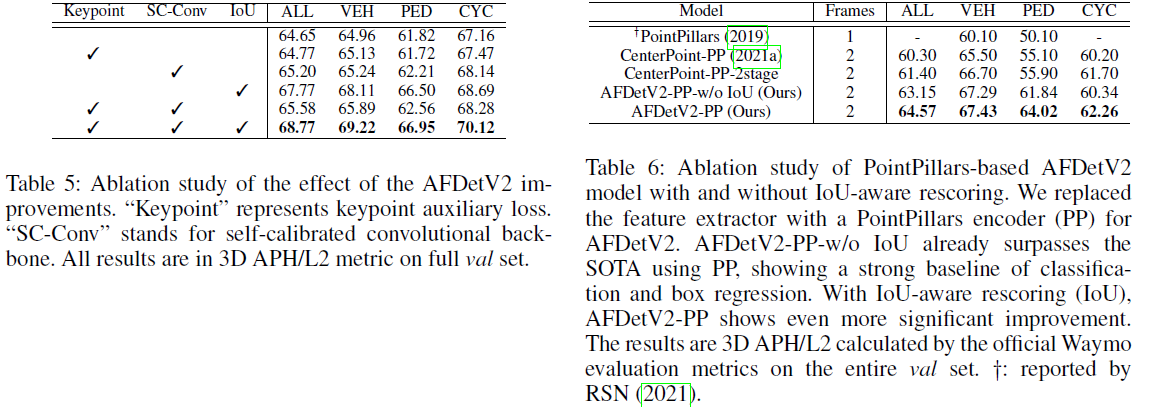 Keypoint SC-Conv IoU ALL VEH PED CYC
64.65 64.96 61.82 67.16
✓ 64.77 65.13 61.72 67.47
✓ 65.20 65.24 62.21 68.14
✓ 67.77 68.11 66.50 68.69
✓ ✓ 65.58 65.89 62.56 68.28
✓ ✓ ✓ 68.77 69.22 66.95 70.12
Table 5: Ablation study of the effect of the AFDetV2 im-
provements. “Keypoint” represents keypoint auxiliary loss.
“SC-Conv” stands for self-calibrated convolutional back-
bone. All results are in 3D APH/L2 metric on full val set.
Model Frames ALL VEH PED CYC
†PointPillars (2019) 1 - 60.10 50.10 -
CenterPoint-PP (2021a) 2 60.30 65.50 55.10 60.20
CenterPoint-PP-2stage 2 61.40 66.70 55.90 61.70
AFDetV2-PP-w/o IoU (Ours) 2 63.15 67.29 61.84 60.34
AFDetV2-PP (Ours) 2 64.57 67.43 64.02 62.26
Table 6: Ablation study of PointPillars-based AFDetV2
model with and without IoU-aware rescoring. We replaced
the feature extractor with a PointPillars encoder (PP) for
AFDetV2. AFDetV2-PP-w/o IoU already surpasses the
SOTA using PP, showing a strong baseline of classifica-
tion and box regression. With IoU-aware rescoring (IoU),
AFDetV2-PP shows even more significant improvement.
The results are 3D APH/L2 calculated by the official Waymo
evaluation metrics on the entire val set. †: reported by
RSN (2021).